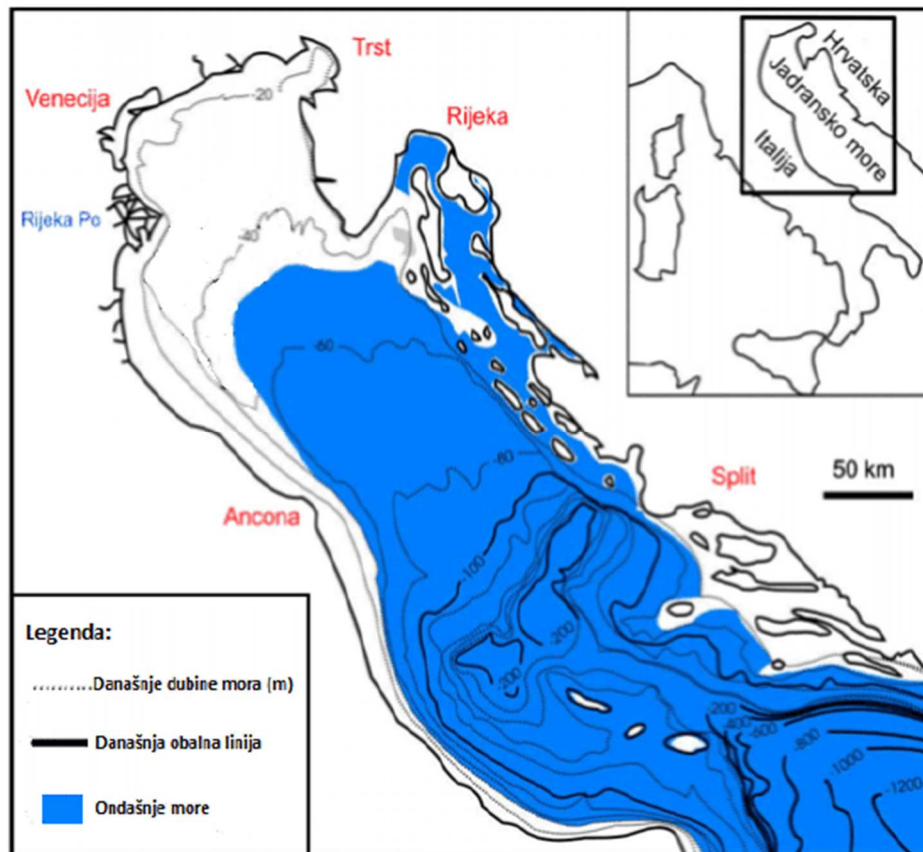 Trst
Venecija
Rijeka
Rijeka Po
Ancona
Split
50 km
Hrvatska
Jadransko more
Italija
-20
-40
-60
-80
-100
-200
-200
-200
-400
-600
-800
-1000
-1200
Legenda:
Današnje dubine mora (m)
Današnja obalna linija
Ondašnje more